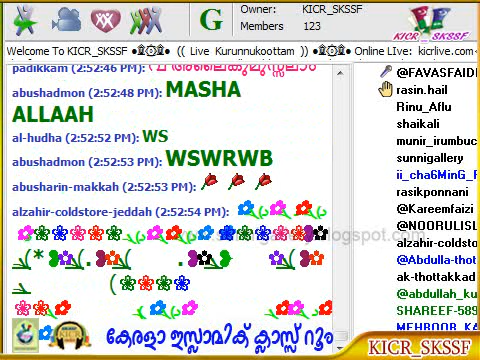 G Owner: KICR_SKSSF
Members 123
KICR_SKSSF
Welcome To KICR_SKSSF •۩۞۩• (( Live Kurunnukoottam )) •۩۞۩• Online LIve: kicrlive.com
padikkam (2:52:46 PM):
abushadmon (2:52:48 PM): MASHA
ALLAAH
al-hudha (2:52:52 PM): WS
abushadmon (2:52:53 PM): WSWRWB
abusharin-makkah (2:52:53 PM):
alzahir-coldstore-jeddah (2:52:54 PM):
കേരളാ ഇസ്ലാമിക് ക്ലാസ്സ് റൂം
@FAVASFAIDI
rasin.hail
Rinu_Aflu
shaikali
munir_irumbuc
sunnigallery
ii_cha6MinG_
rasikponnani
@Kareemfaizi
@NOORULISL
alzahir-coldsto
@Abdulla-thot
ak-thottakkad
@abdullah_ku
SHAREEF-589
MEHROOR_KA
KICR_SKSSF